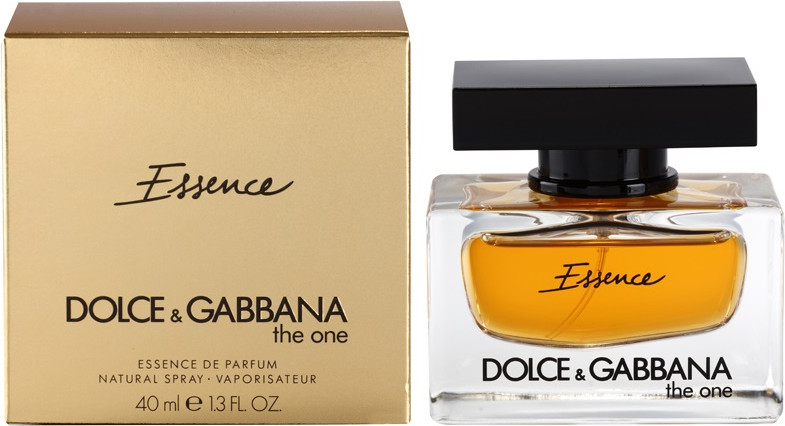 Essence
DOLCE & GABBANA
the one
ESSENCE DE PARFUM
NATURAL SPRAY · VAPORISATEUR
40 ml ℮ 1.3 FL. OZ.
Essence
DOLCE & GABBANA
the one